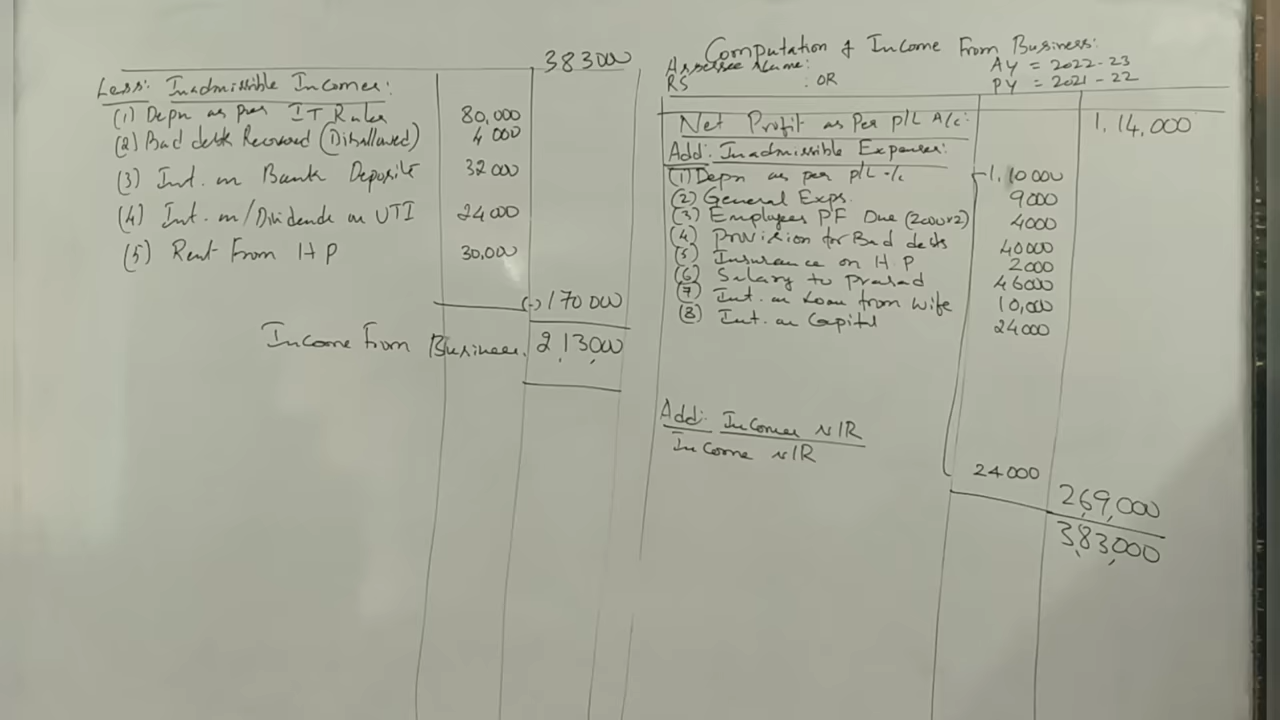 Computation of Income From Business:
Assessee Name: AY = 2022-23
RS : OR PY = 2021-22
Net Profit as Per P/L A/c: 1,14,000
Add: Inadmissible Expenses:
(1) Depn as per P/L A/c 1,10000
(2) General Exps. 9000
(3) Employees PF Due (2000x2) 4000
(4) Provision for Bad debts 40000
(5) Insurance on H P 2000
(6) Salary to Prasad 46000
(7) Int. on Loan from wife 10,000
(8) Int. on Capital 24000
Add: Incomes N/R
Income N/R 24000
269,000
383,000
383000
Less: Inadmissible Incomes:
(1) Depn as per IT Rules 80,000
(2) Bad debts Recovered (Disallowed) 4000
(3) Int. on Bank Deposits 32000
(4) Int. on/Dividends on UTI 24000
(5) Rent From H P 30,000
(-) 170000
Income From Business. 2,13,000